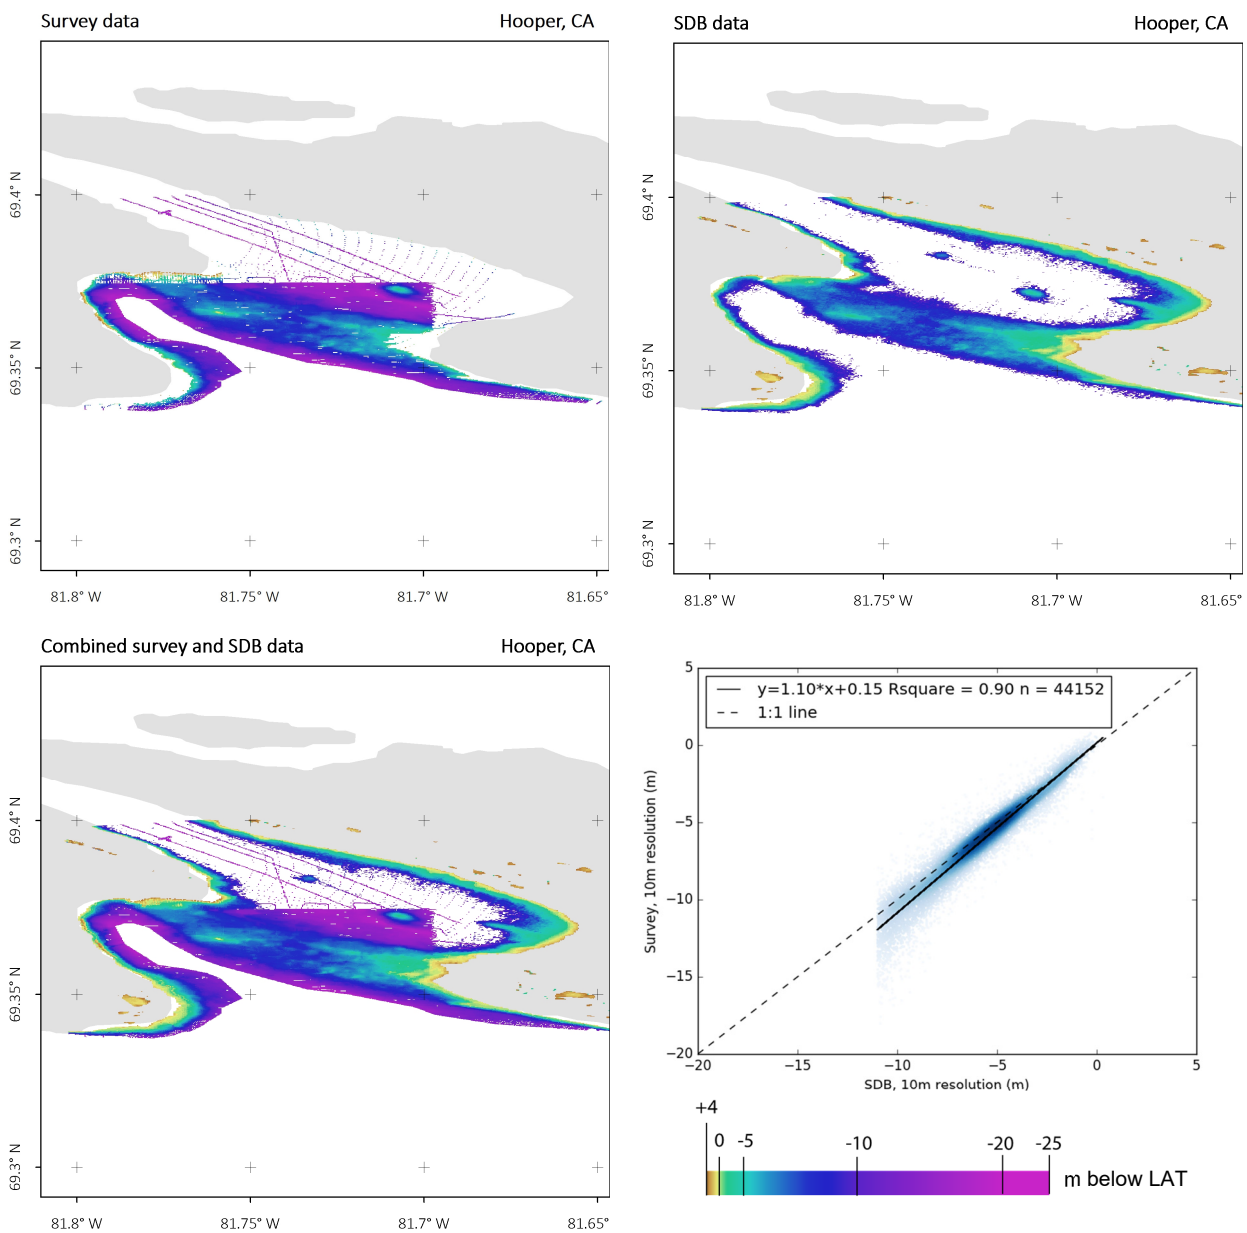 Survey data Hooper, CA
69.4° N
69.35° N
69.3° N
81.8° W 81.75° W 81.7° W 81.65°
SDB data Hooper, CA
69.4° N
69.35° N
69.3° N
81.8° W 81.75° W 81.7° W 81.65°
Combined survey and SDB data Hooper, CA
69.4° N
69.35° N
69.3° N
81.8° W 81.75° W 81.7° W 81.65°
y=1.10*x+0.15 Rsquare = 0.90 n = 44152
1:1 line
Survey, 10m resolution (m)
5
0
−5
−10
−15
−20
−20 −15 −10 −5 0 5
SDB, 10m resolution (m)
+4
0 -5 -10 -20 -25
m below LAT